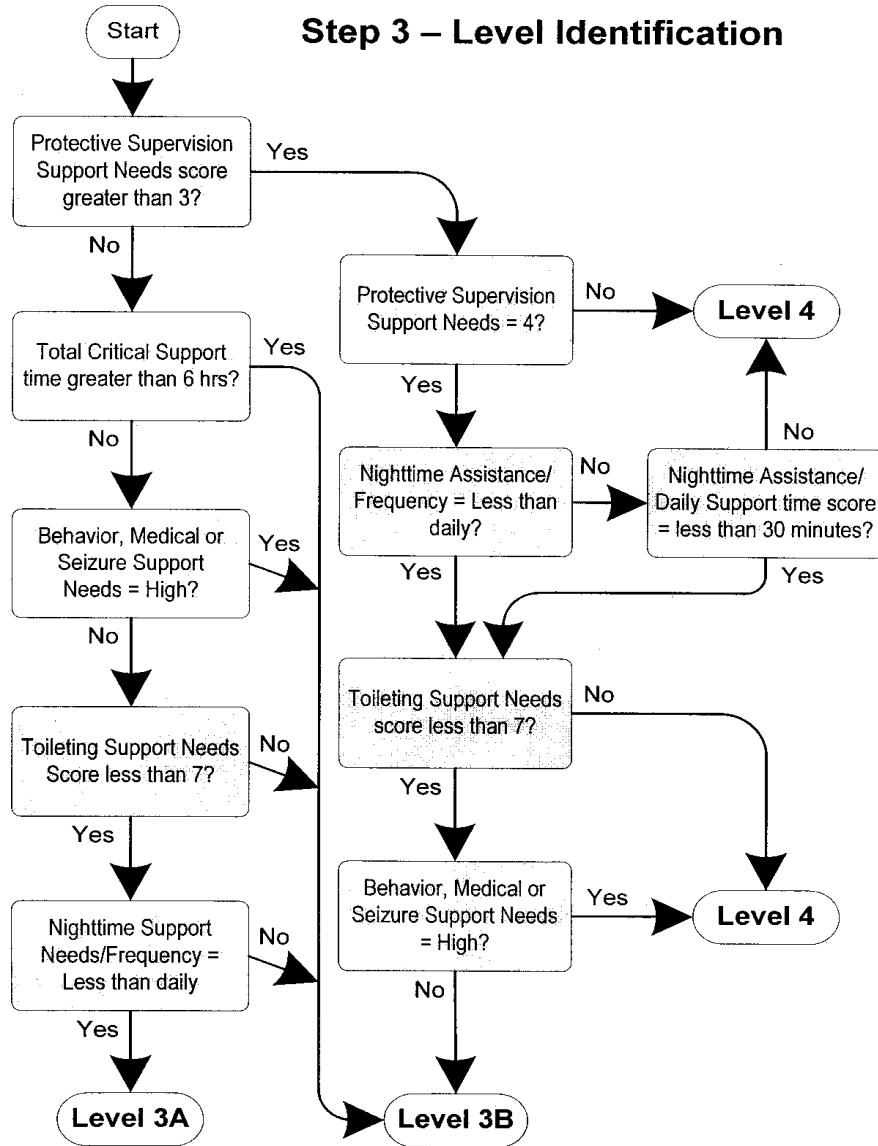 Start
Step 3 – Level Identification
Protective Supervision
Support Needs score
greater than 3?
Yes
No
Protective Supervision
Support Needs = 4?
No
Level 4
Total Critical Support
time greater than 6 hrs?
Yes
No
Yes
Nighttime Assistance/
Frequency = Less than
daily?
No
Nighttime Assistance/
Daily Support time score
= less than 30 minutes?
No
Yes
Behavior, Medical or
Seizure Support
Needs = High?
Yes
No
Yes
Toileting Support Needs
score less than 7?
No
Toileting Support Needs
Score less than 7?
No
Yes
Yes
Behavior, Medical or
Seizure Support Needs
= High?
Yes
Level 4
Nighttime Support
Needs/Frequency =
Less than daily
No
Yes
No
Level 3A
Level 3B